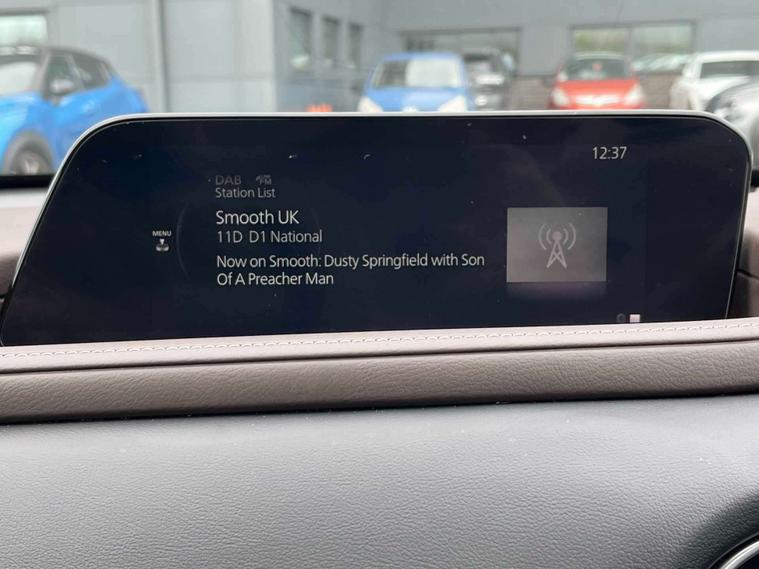 12:37
DAB FM
Station List
Smooth UK
MENU
11D D1 National
Now on Smooth: Dusty Springfield with Son
Of A Preacher Man